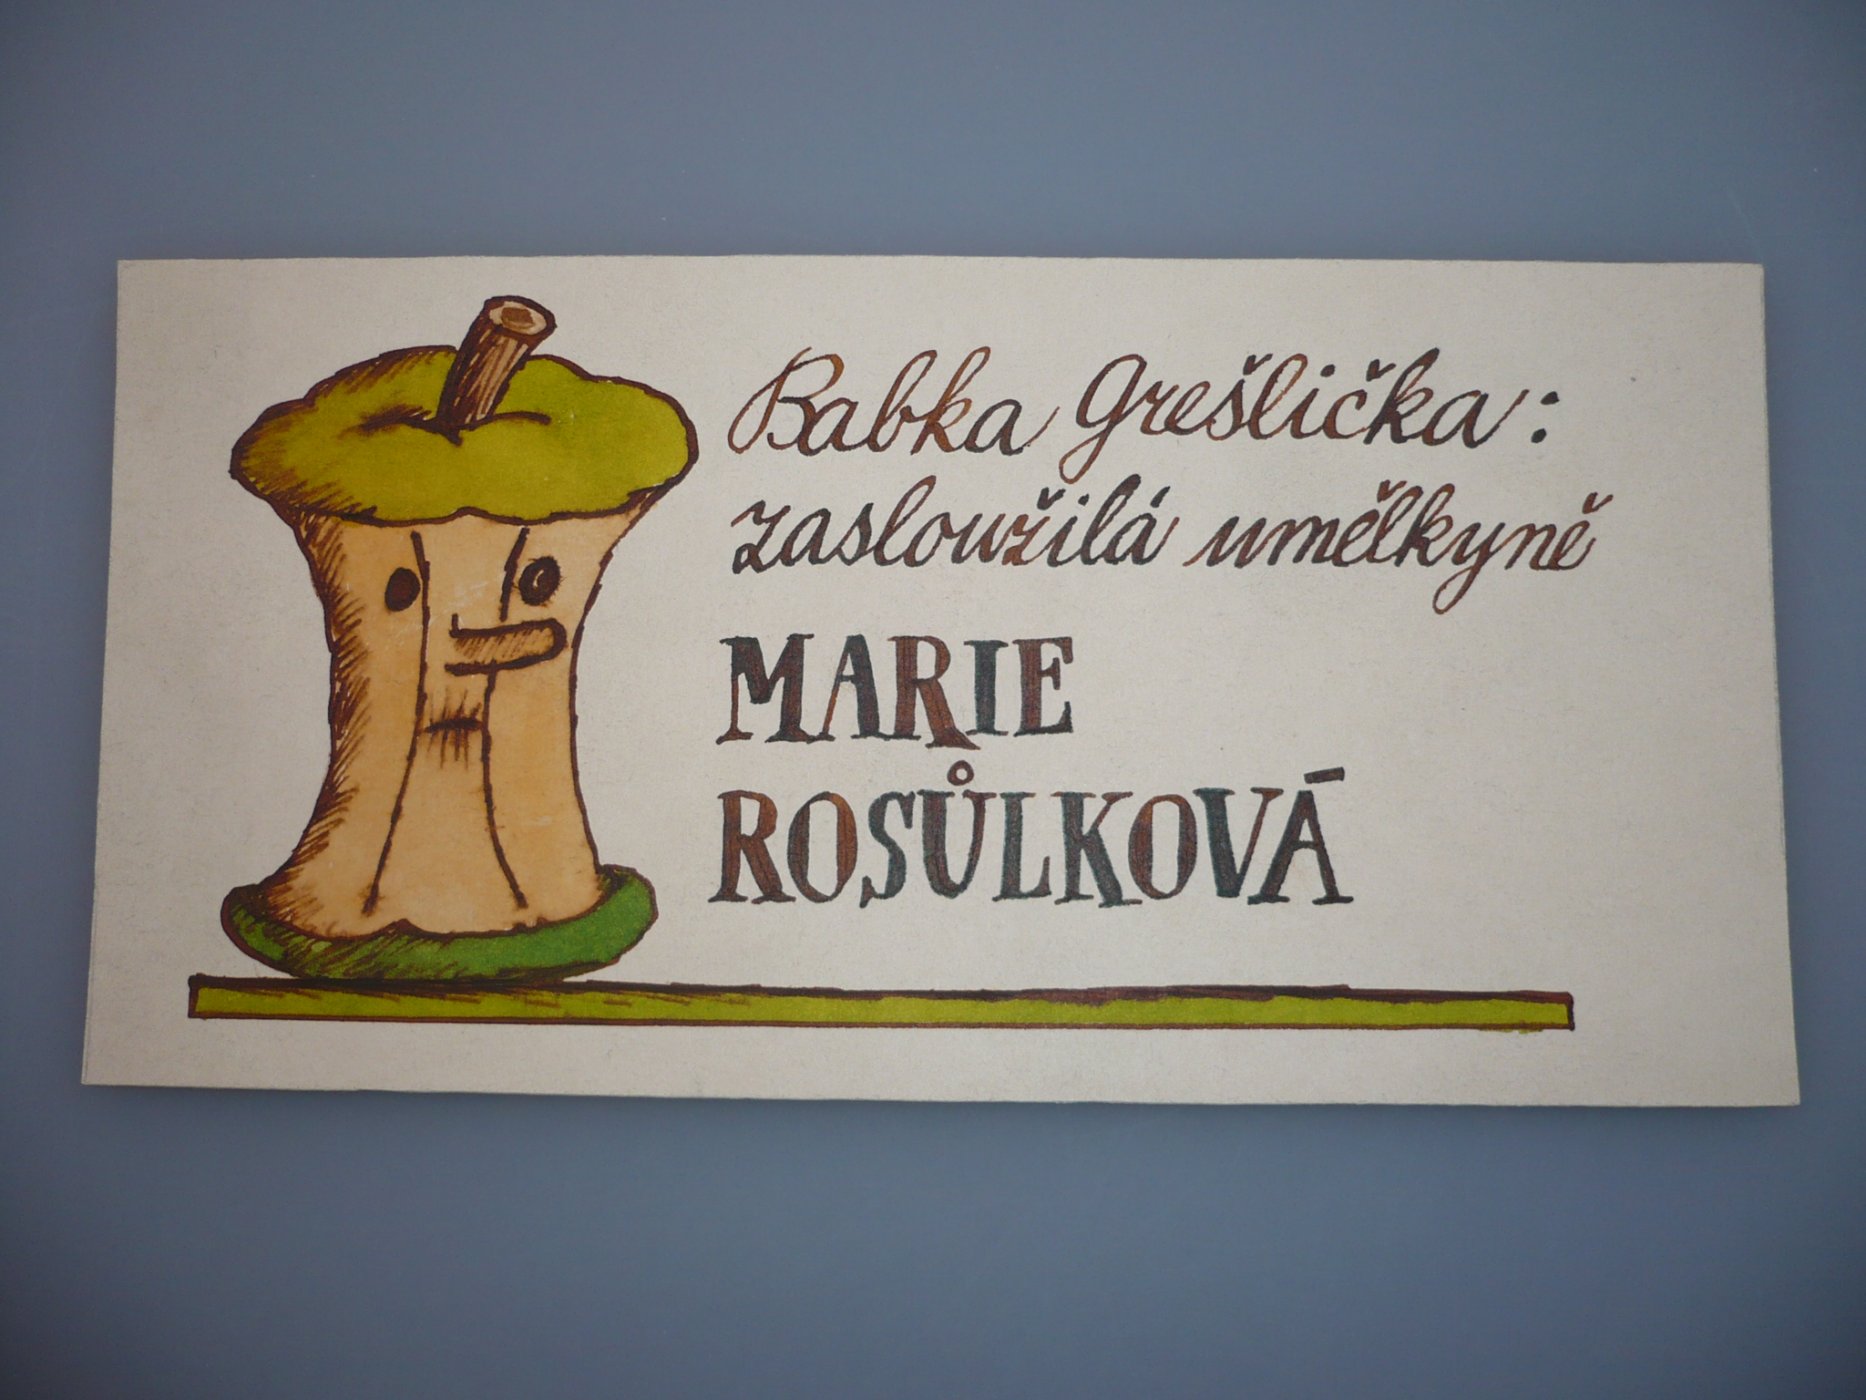 Babka Grešlička:
zasloužilá umělkyně
MARIE
ROSŮLKOVÁ